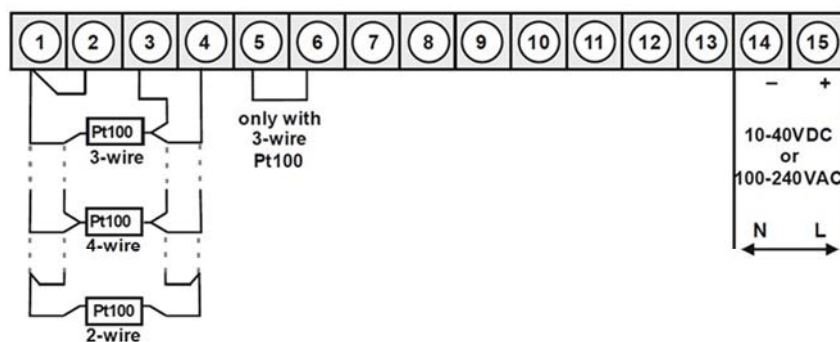 1 2 3 4 5 6 7 8 9 10 11 12 13 14 15
− +
Pt100
3-wire
only with
3-wire
Pt100
10-40VDC
or
100-240VAC
Pt100
4-wire
N L
Pt100
2-wire